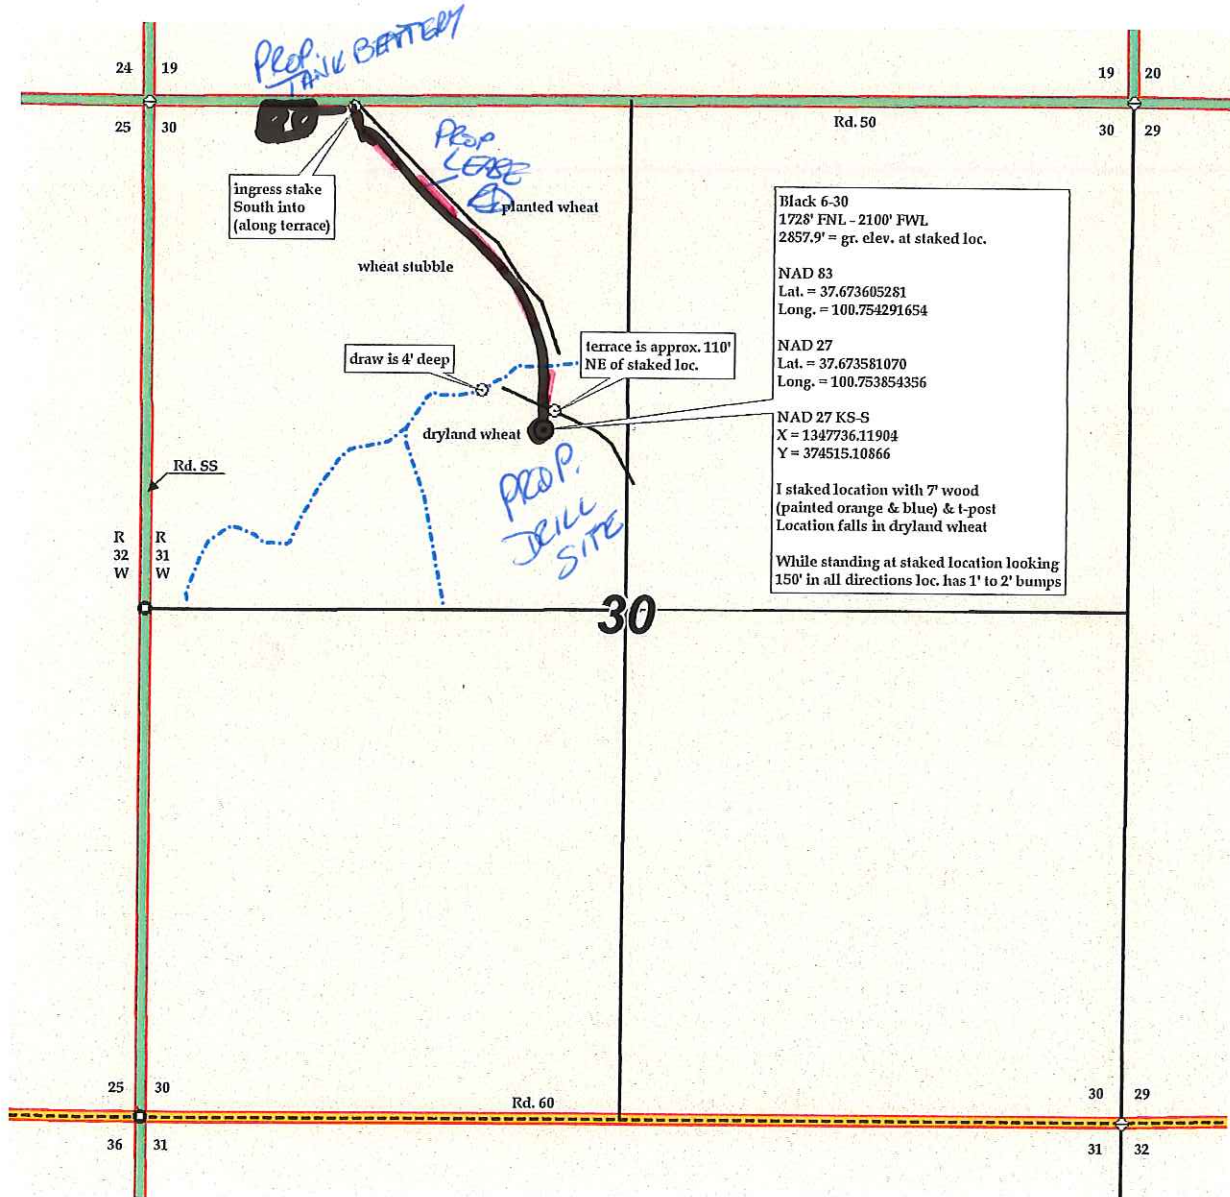 PROP.
TANK BATTERY
24 19
19 20
25 30
Rd. 50
30 29
PROP.
LEASE
RD
ingress stake
South into
(along terrace)
planted wheat
wheat stubble
Black 6-30
1728' FNL - 2100' FWL
2857.9' = gr. elev. at staked loc.
NAD 83
Lat. = 37.673605281
Long. = 100.754291654
NAD 27
Lat. = 37.673581070
Long. = 100.753854356
NAD 27 KS-S
X = 1347736.11904
Y = 374515.10866
I staked location with 7' wood
(painted orange & blue) & t-post
Location falls in dryland wheat
While standing at staked location looking
150' in all directions loc. has 1' to 2' bumps
draw is 4' deep
terrace is approx. 110'
NE of staked loc.
dryland wheat
PROP.
DRILL
SITE
Rd. SS
R R
32 31
W W
30
25 30
Rd. 60
30 29
36 31
31 32